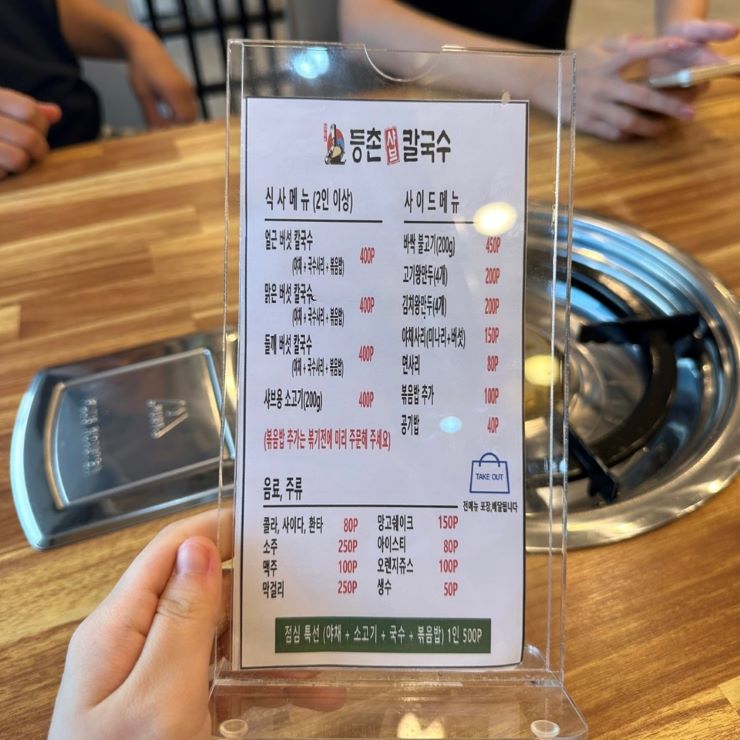 등촌샵칼국수
식사메뉴 (2인 이상)
얼근 버섯 칼국수
(야채 + 국수사리 + 볶음밥) 400P
맑은 버섯 칼국수
(야채 + 국수사리 + 볶음밥) 400P
들깨 버섯 칼국수
(야채 + 국수사리 + 볶음밥) 400P
샤브용 소고기(200g) 400P
(볶음밥 추가는 볶기전에 미리 주문해 주세요)
사이드메뉴
바싹 불고기(200g) 450P
고기왕만두(4개) 200P
김치왕만두(4개) 200P
야채사리(미나리+버섯) 150P
면사리 80P
볶음밥 추가 100P
공기밥 40P
TAKE OUT
전메뉴 포장,배달됩니다
음료, 주류
콜라, 사이다, 환타 80P
소주 250P
맥주 100P
막걸리 250P
망고쉐이크 150P
아이스티 80P
오렌지쥬스 100P
생수 50P
점심 특선 (야채 + 소고기 + 국수 + 볶음밥) 1인 500P